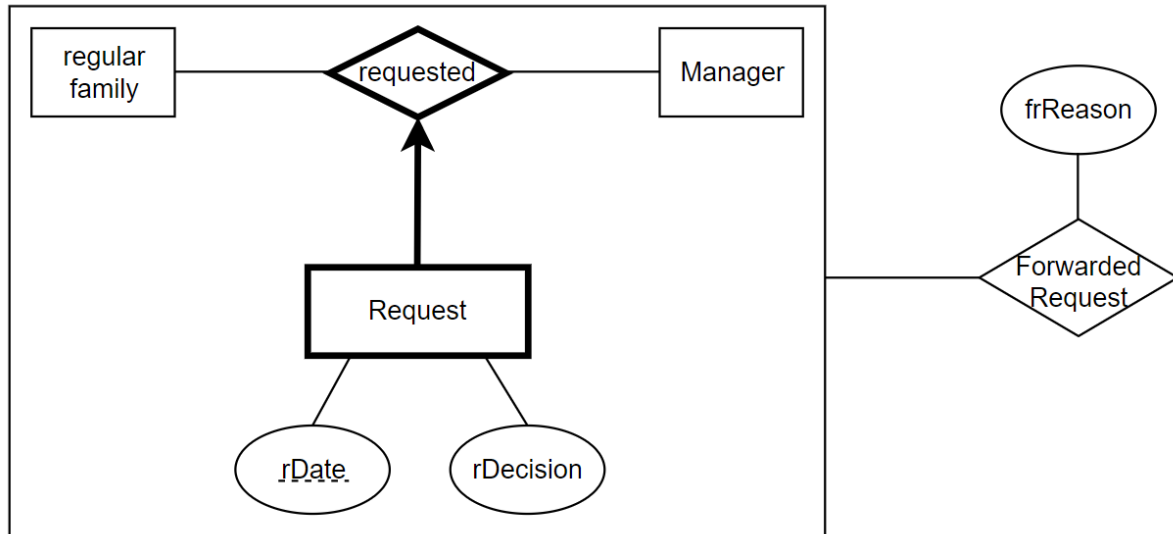 regular
family
requested
Manager
frReason
Forwarded
Request
Request
rDate
rDecision